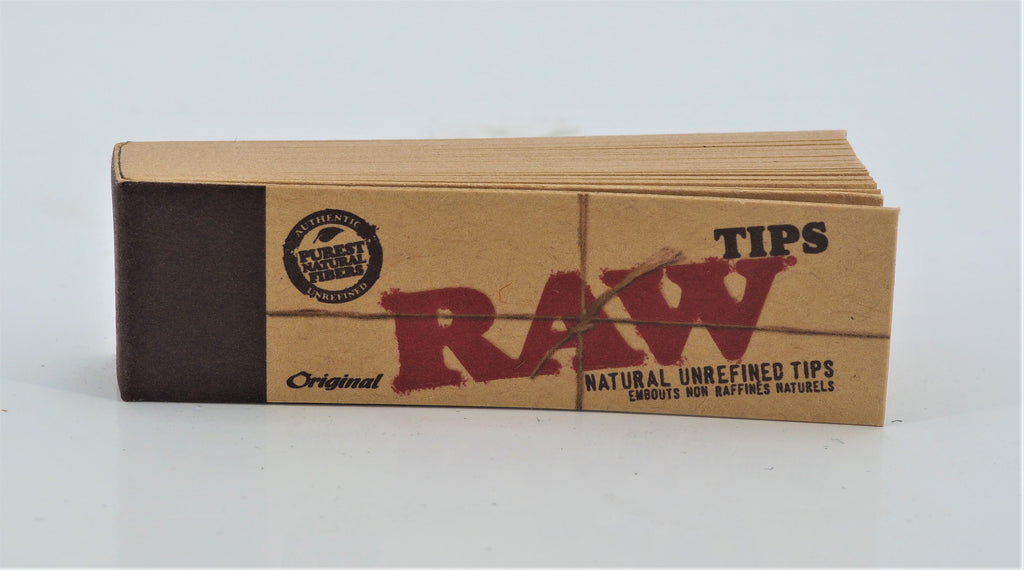 AUTHENTIC
PUREST
NATURAL
FIBERS
UNREFINED
Original
TIPS
RAW
NATURAL UNREFINED TIPS
EMBOUTS NON RAFFINÉS NATURELS